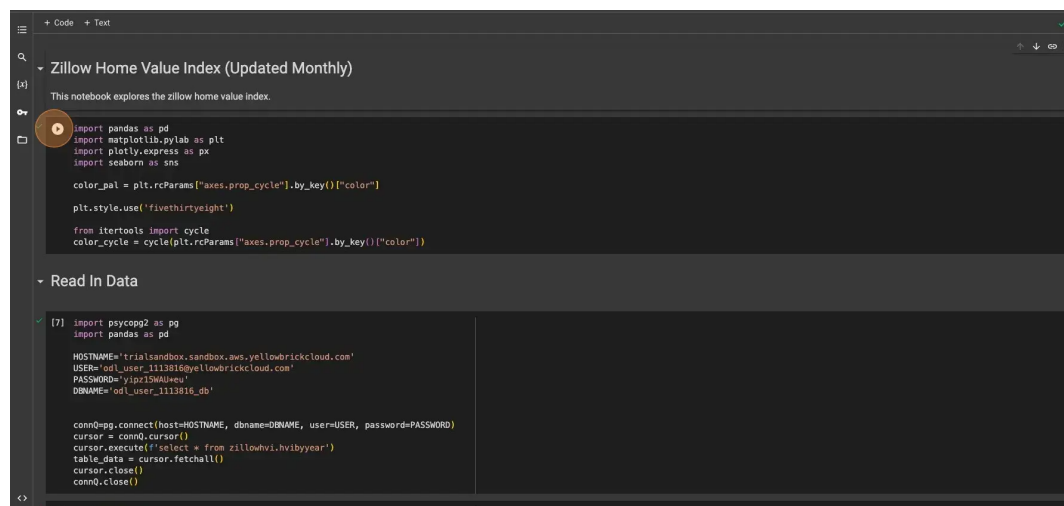 + Code + Text
Zillow Home Value Index (Updated Monthly)
This notebook explores the zillow home value index.
{x}
import pandas as pd
import matplotlib.pylab as plt
import plotly.express as px
import seaborn as sns
color_pal = plt.rcParams["axes.prop_cycle"].by_key()["color"]
plt.style.use('fivethirtyeight')
from itertools import cycle
color_cycle = cycle(plt.rcParams["axes.prop_cycle"].by_key()["color"])
Read In Data
[7] import psycopg2 as pg
import pandas as pd
HOSTNAME='trialsandbox.sandbox.aws.yellowbrickcloud.com'
USER='odl_user_1113816@yellowbrickcloud.com'
PASSWORD='yipz15WAU*eu'
DBNAME='odl_user_1113816_db'
connQ=pg.connect(host=HOSTNAME, dbname=DBNAME, user=USER, password=PASSWORD)
cursor = connQ.cursor()
cursor.execute(f'select * from zillowhvi.hvibyyear')
table_data = cursor.fetchall()
cursor.close()
connQ.close()
<>